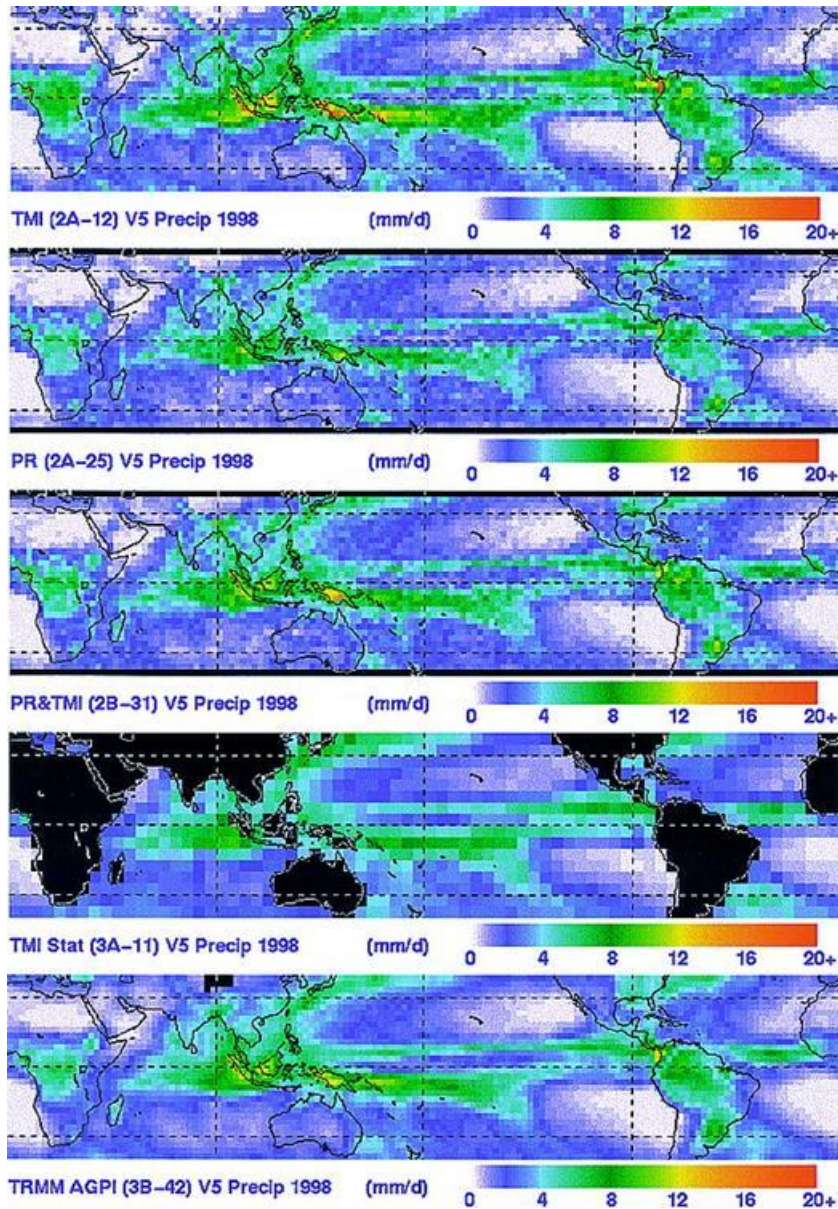 TMI (2A-12) V5 Precip 1998 (mm/d) 0 4 8 12 16 20+
PR (2A-25) V5 Precip 1998 (mm/d) 0 4 8 12 16 20+
PR&TMI (2B-31) V5 Precip 1998 (mm/d) 0 4 8 12 16 20+
TMI Stat (3A-11) V5 Precip 1998 (mm/d) 0 4 8 12 16 20+
TRMM AGPI (3B-42) V5 Precip 1998 (mm/d) 0 4 8 12 16 20+